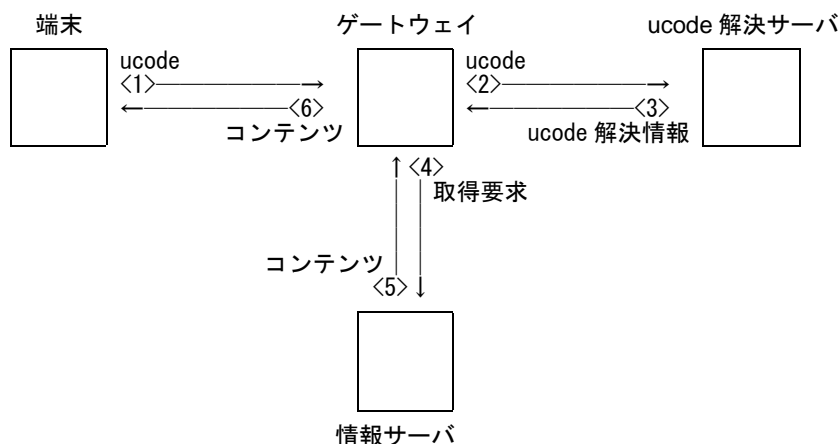 端末
ゲートウェイ
ucode 解決サーバ
ucode
<1>
<6>
コンテンツ
ucode
<2>
<3>
ucode 解決情報
<4>
取得要求
コンテンツ
<5>
情報サーバ